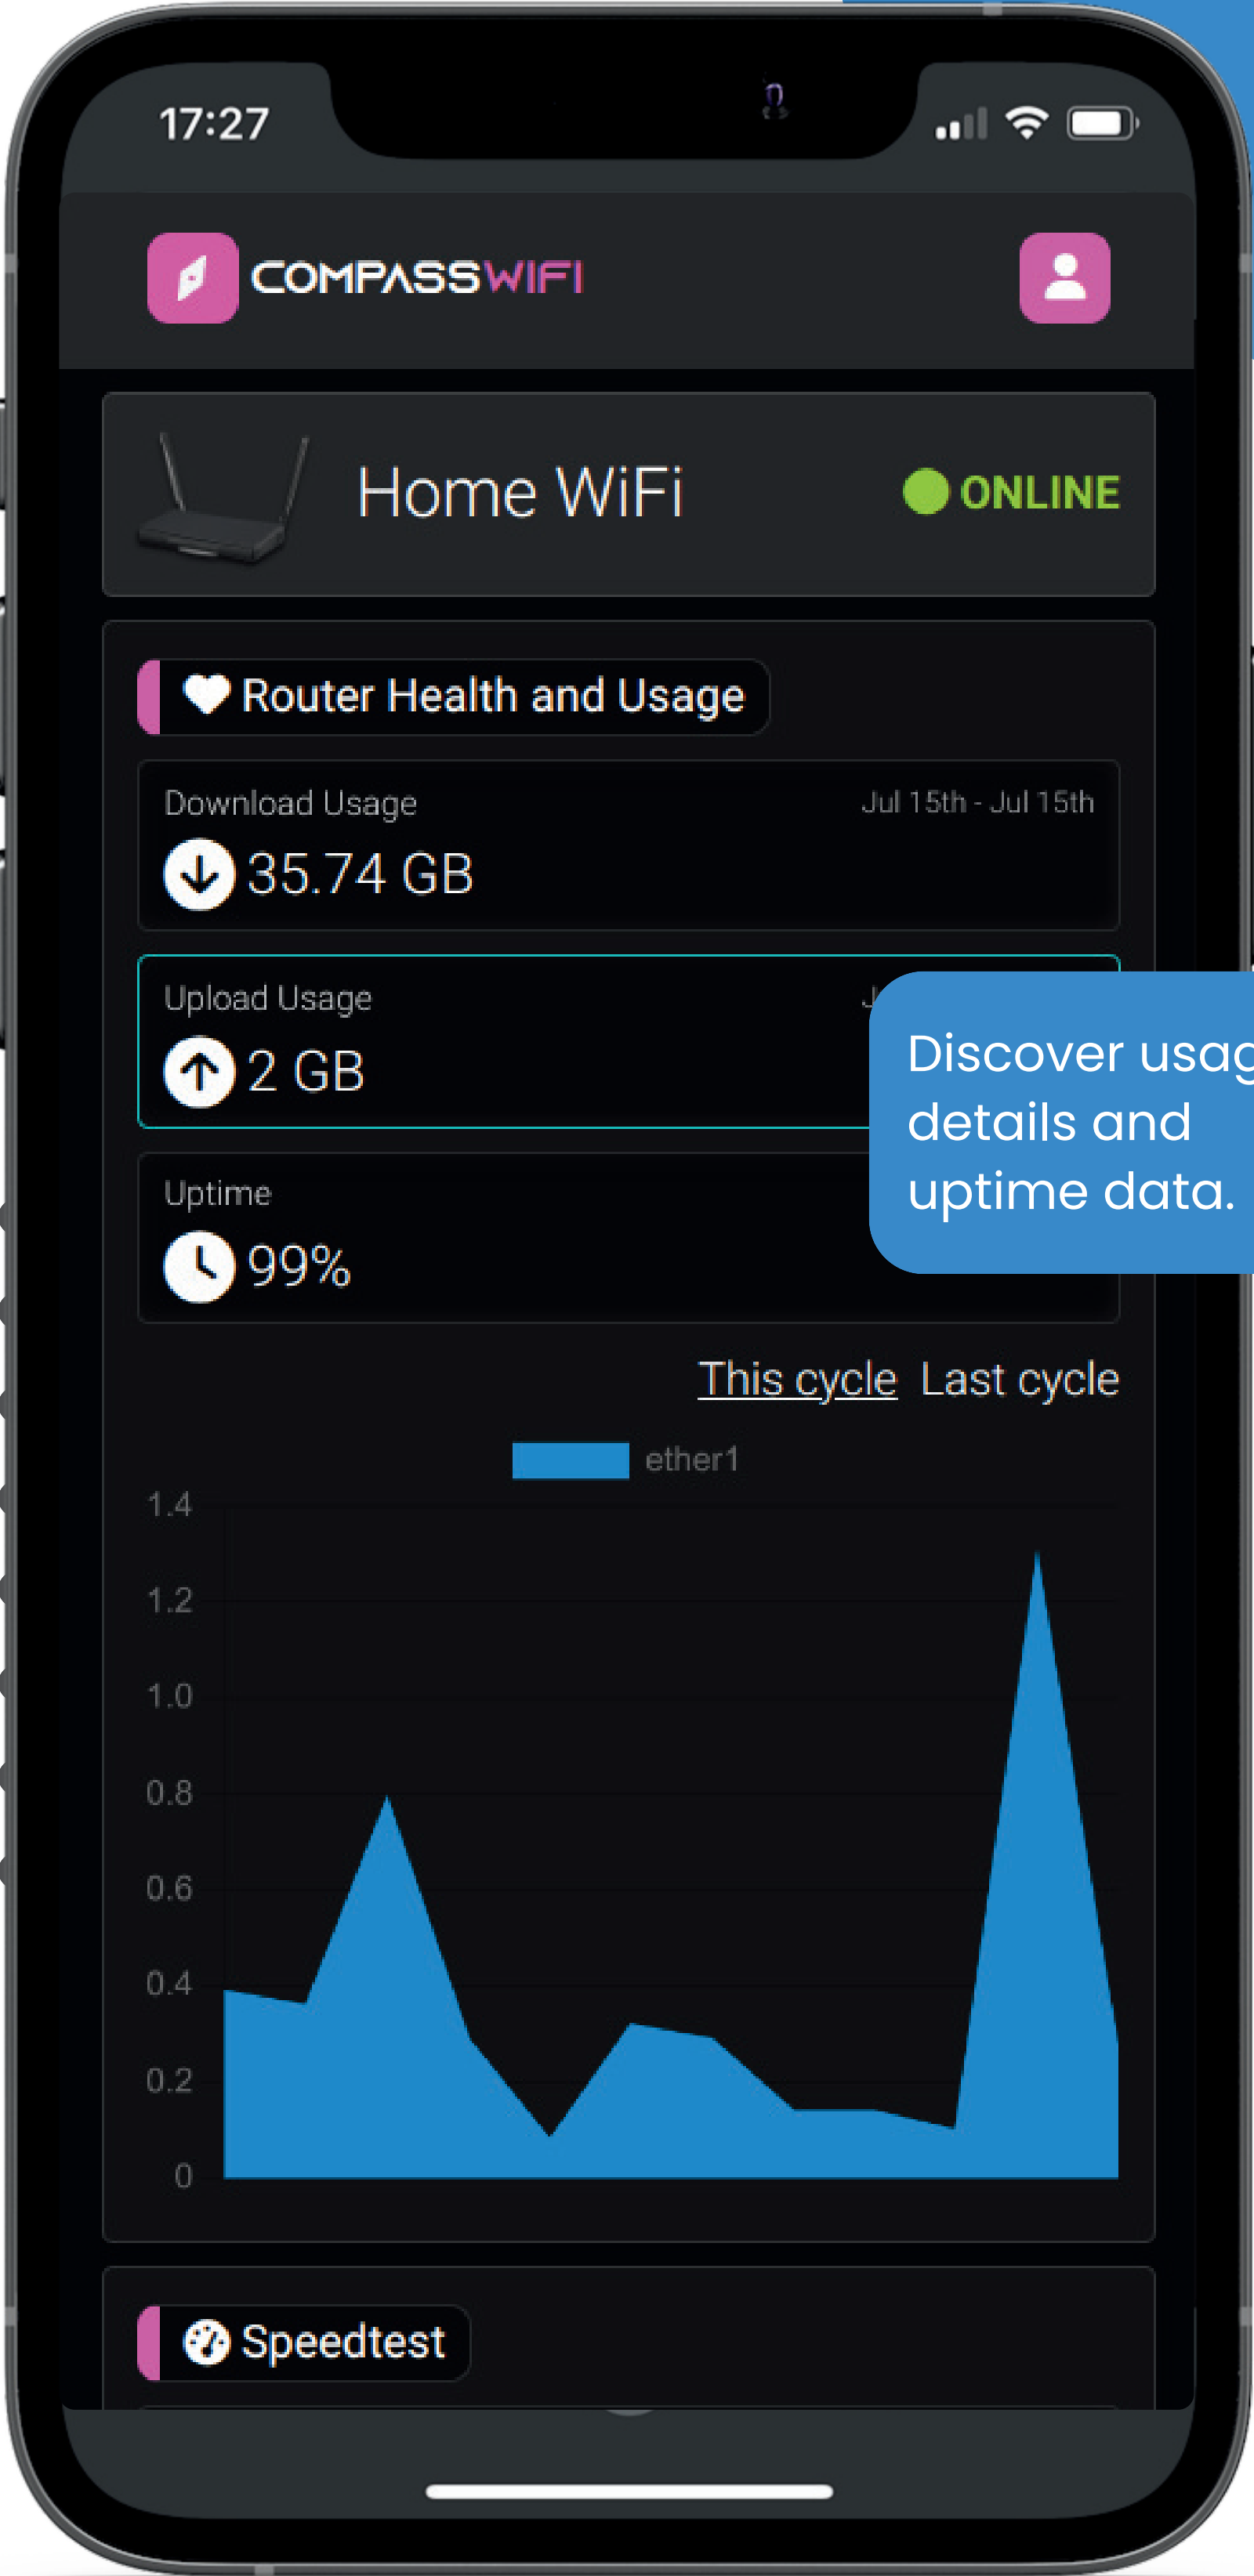 17:27
COMPASSWIFI
Home WiFi
ONLINE
Router Health and Usage
Download Usage
Jul 15th - Jul 15th
35.74 GB
Upload Usage
2 GB
Discover
details and
uptime data.
Uptime
99%
This cycle Last cycle
ether1
1.4
1.2
1.0
0.8
0.6
0.4
0.2
0
Speedtest